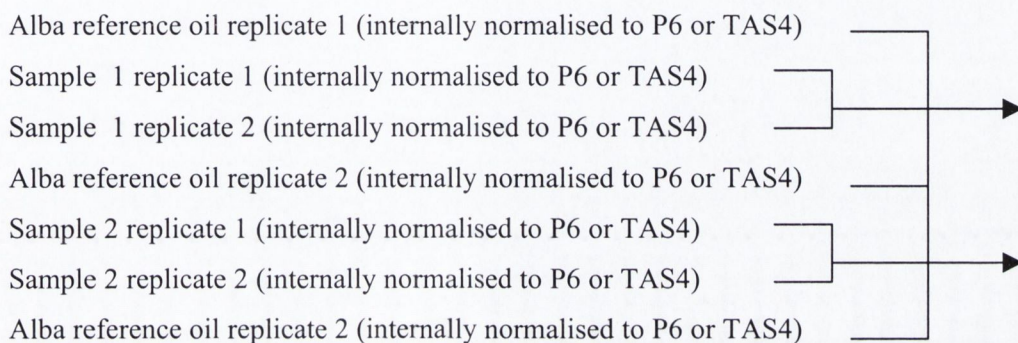 Alba reference oil replicate 1 (internally normalised to P6 or TAS4)
Sample 1 replicate 1 (internally normalised to P6 or TAS4)
Sample 1 replicate 2 (internally normalised to P6 or TAS4)
Alba reference oil replicate 2 (internally normalised to P6 or TAS4)
Sample 2 replicate 1 (internally normalised to P6 or TAS4)
Sample 2 replicate 2 (internally normalised to P6 or TAS4)
Alba reference oil replicate 2 (internally normalised to P6 or TAS4)